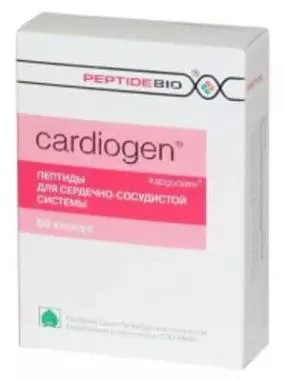 PEPTIDEBIO
cardiogen®
кардиоген®
ПЕПТИДЫ
ДЛЯ СЕРДЕЧНО-СОСУДИСТОЙ
СИСТЕМЫ
60 капсул